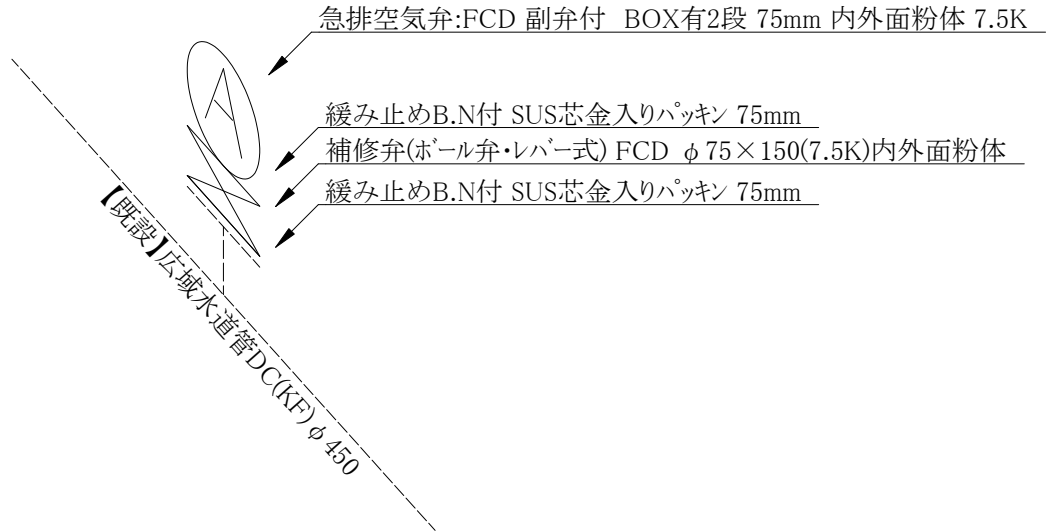 急排空気弁:FCD 副弁付 BOX有2段 75mm 内外面粉体 7.5K
A
緩み止めB.N付 SUS芯金入りパッキン 75mm
補修弁(ボール弁・レバー式) FCD φ75×150(7.5K)内外面粉体
緩み止めB.N付 SUS芯金入りパッキン 75mm
【既設】広域水道管DC(KF)φ450